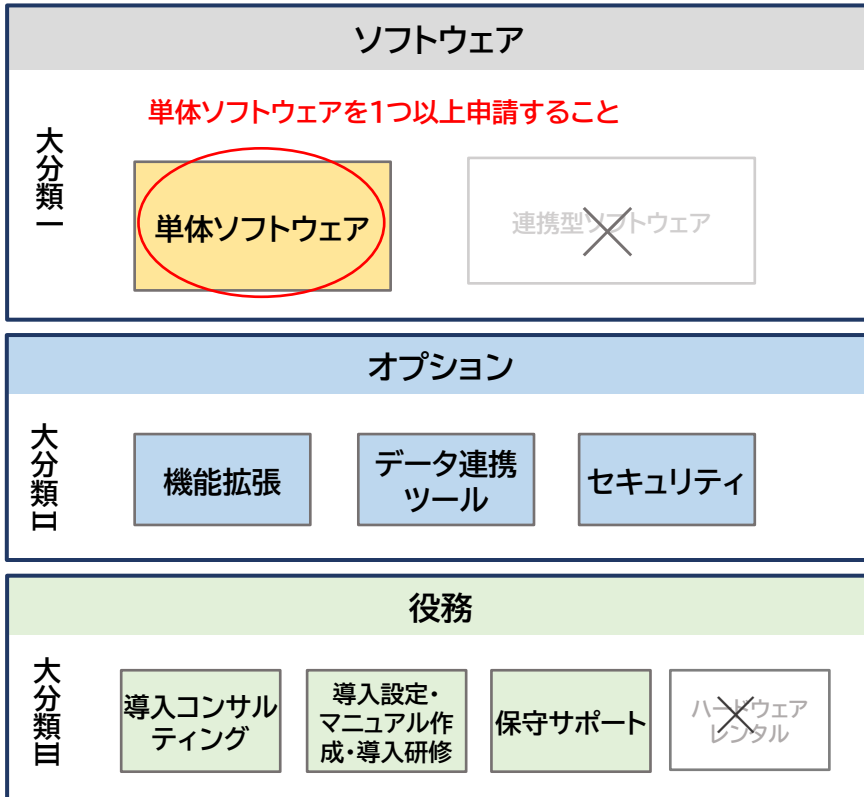 ソフトウェア
大分類Ⅰ
単体ソフトウェアを1つ以上申請すること
単体ソフトウェア
連携型ソフトウェア
オプション
大分類Ⅱ
機能拡張
データ連携
ツール
セキュリティ
役務
大分類Ⅲ
導入コンサル
ティング
導入設定・
マニュアル作
成・導入研修
保守サポート
ハードウェア
レンタル